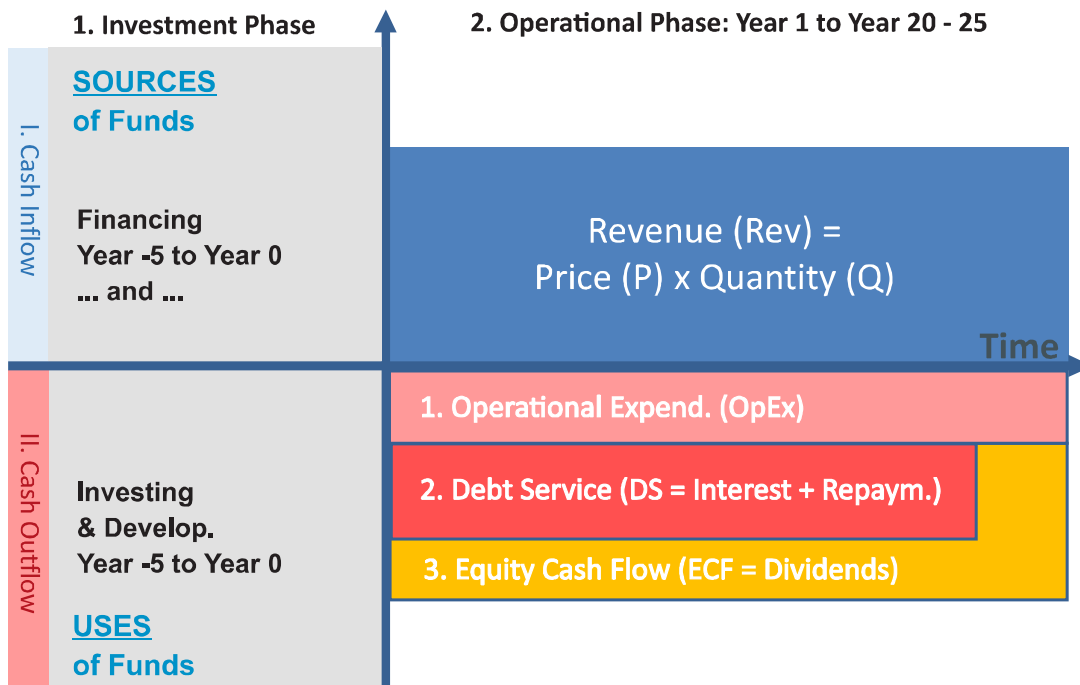 1. Investment Phase
2. Operational Phase: Year 1 to Year 20 - 25
I. Cash Inflow
SOURCES
of Funds
Financing
Year -5 to Year 0
... and ...
Revenue (Rev) =
Price (P) x Quantity (Q)
Time
II. Cash Outflow
Investing
& Develop.
Year -5 to Year 0
USES
of Funds
1. Operational Expend. (OpEx)
2. Debt Service (DS = Interest + Repaym.)
3. Equity Cash Flow (ECF = Dividends)